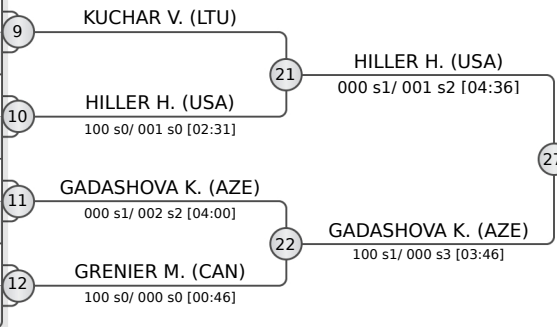 9
KUCHAR V. (LTU)
21
HILLER H. (USA)
000 s1/ 001 s2 [04:36]
10
HILLER H. (USA)
100 s0/ 001 s0 [02:31]
27
11
GADASHOVA K. (AZE)
000 s1/ 002 s2 [04:00]
22
GADASHOVA K. (AZE)
100 s1/ 000 s3 [03:46]
12
GRENIER M. (CAN)
100 s0/ 000 s0 [00:46]